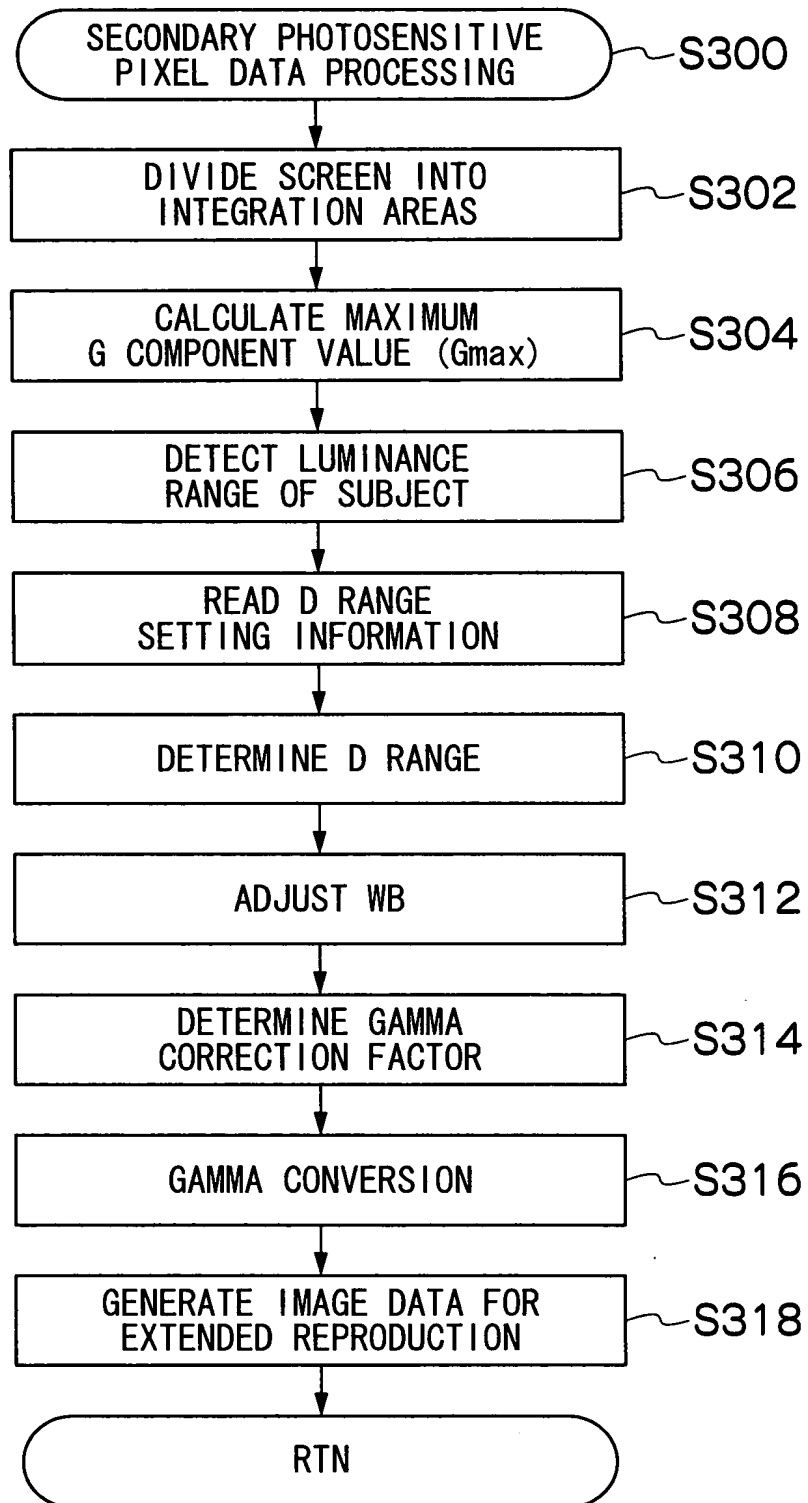 SECONDARY PHOTOSENSITIVE
PIXEL DATA PROCESSING
S300
DIVIDE SCREEN INTO
INTEGRATION AREAS
S302
CALCULATE MAXIMUM
G COMPONENT VALUE (Gmax)
S304
DETECT LUMINANCE
RANGE OF SUBJECT
S306
READ D RANGE
SETTING INFORMATION
S308
DETERMINE D RANGE
S310
ADJUST WB
S312
DETERMINE GAMMA
CORRECTION FACTOR
S314
GAMMA CONVERSION
S316
GENERATE IMAGE DATA FOR
EXTENDED REPRODUCTION
S318
RTN